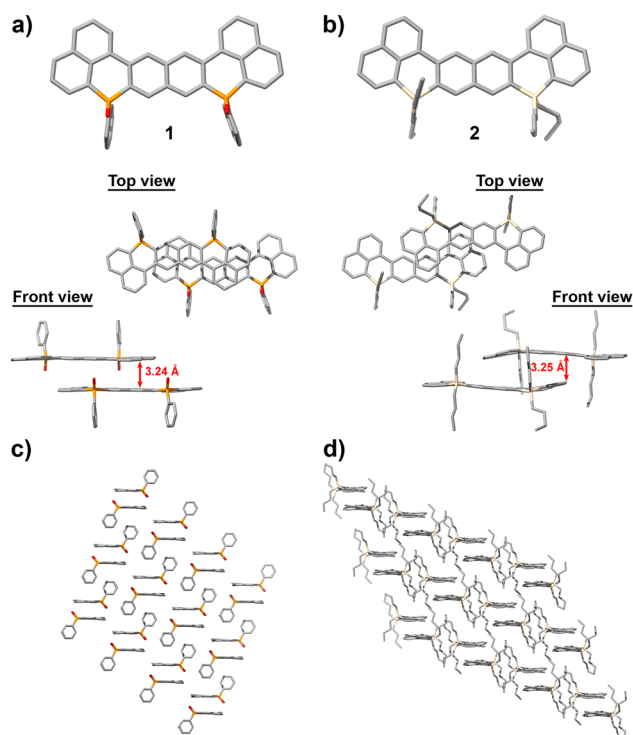 a)
b)
1
2
Top view
Top view
Front view
Front view
3.24 Å
3.25 Å
c)
d)